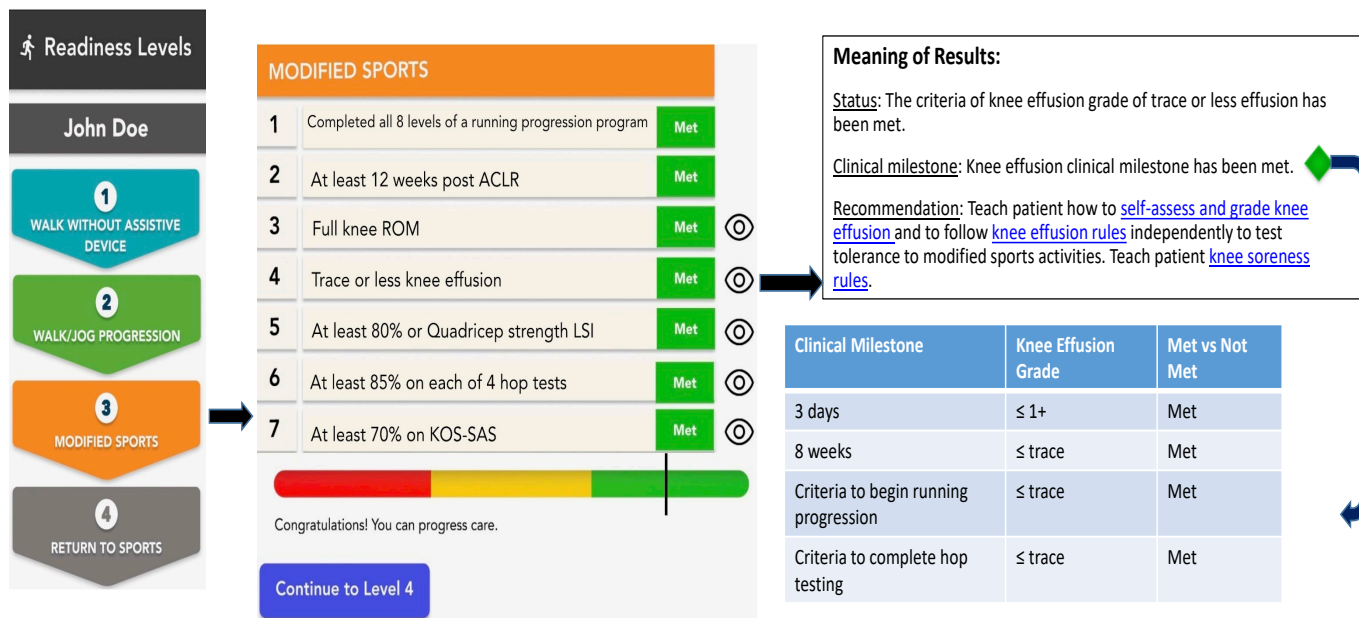 Readiness Levels
John Doe
1
WALK WITHOUT ASSISTIVE
DEVICE
2
WALK/JOG PROGRESSION
3
MODIFIED SPORTS
4
RETURN TO SPORTS
MODIFIED SPORTS
1 Completed all 8 levels of a running progression program Met
2 At least 12 weeks post ACLR Met
3 Full knee ROM Met
4 Trace or less knee effusion Met
5 At least 80% or Quadricep strength LSI Met
6 At least 85% on each of 4 hop tests Met
7 At least 70% on KOS-SAS Met
Congratulations! You can progress care.
Continue to Level 4
Meaning of Results:
Status: The criteria of knee effusion grade of trace or less effusion has
been met.
Clinical milestone: Knee effusion clinical milestone has been met.
Recommendation: Teach patient how to self-assess and grade knee
effusion and to follow knee effusion rules independently to test
tolerance to modified sports activities. Teach patient knee soreness
rules.
Clinical Milestone Knee Effusion Met vs Not
Grade Met
3 days ≤ 1+ Met
8 weeks ≤ trace Met
Criteria to begin running ≤ trace Met
progression
Criteria to complete hop ≤ trace Met
testing